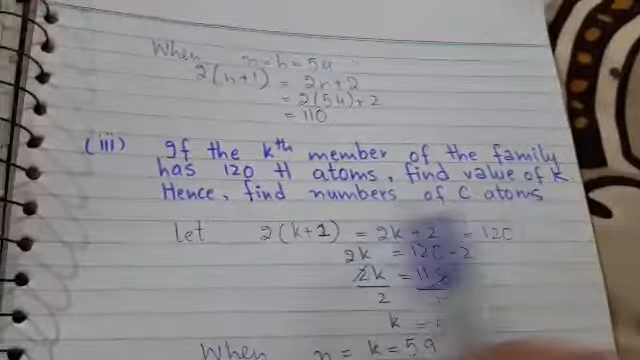 When n = h = 54
2(n+1) = 2n+2
= 2(54)+2
= 110
(iii) If the kth member of the family
has 120 H atoms, find value of k.
Hence, find numbers of C atoms
let 2(k+1) = 2k+2 = 120
2k = 120-2
2k = 118
2
k =
When n = k = 59